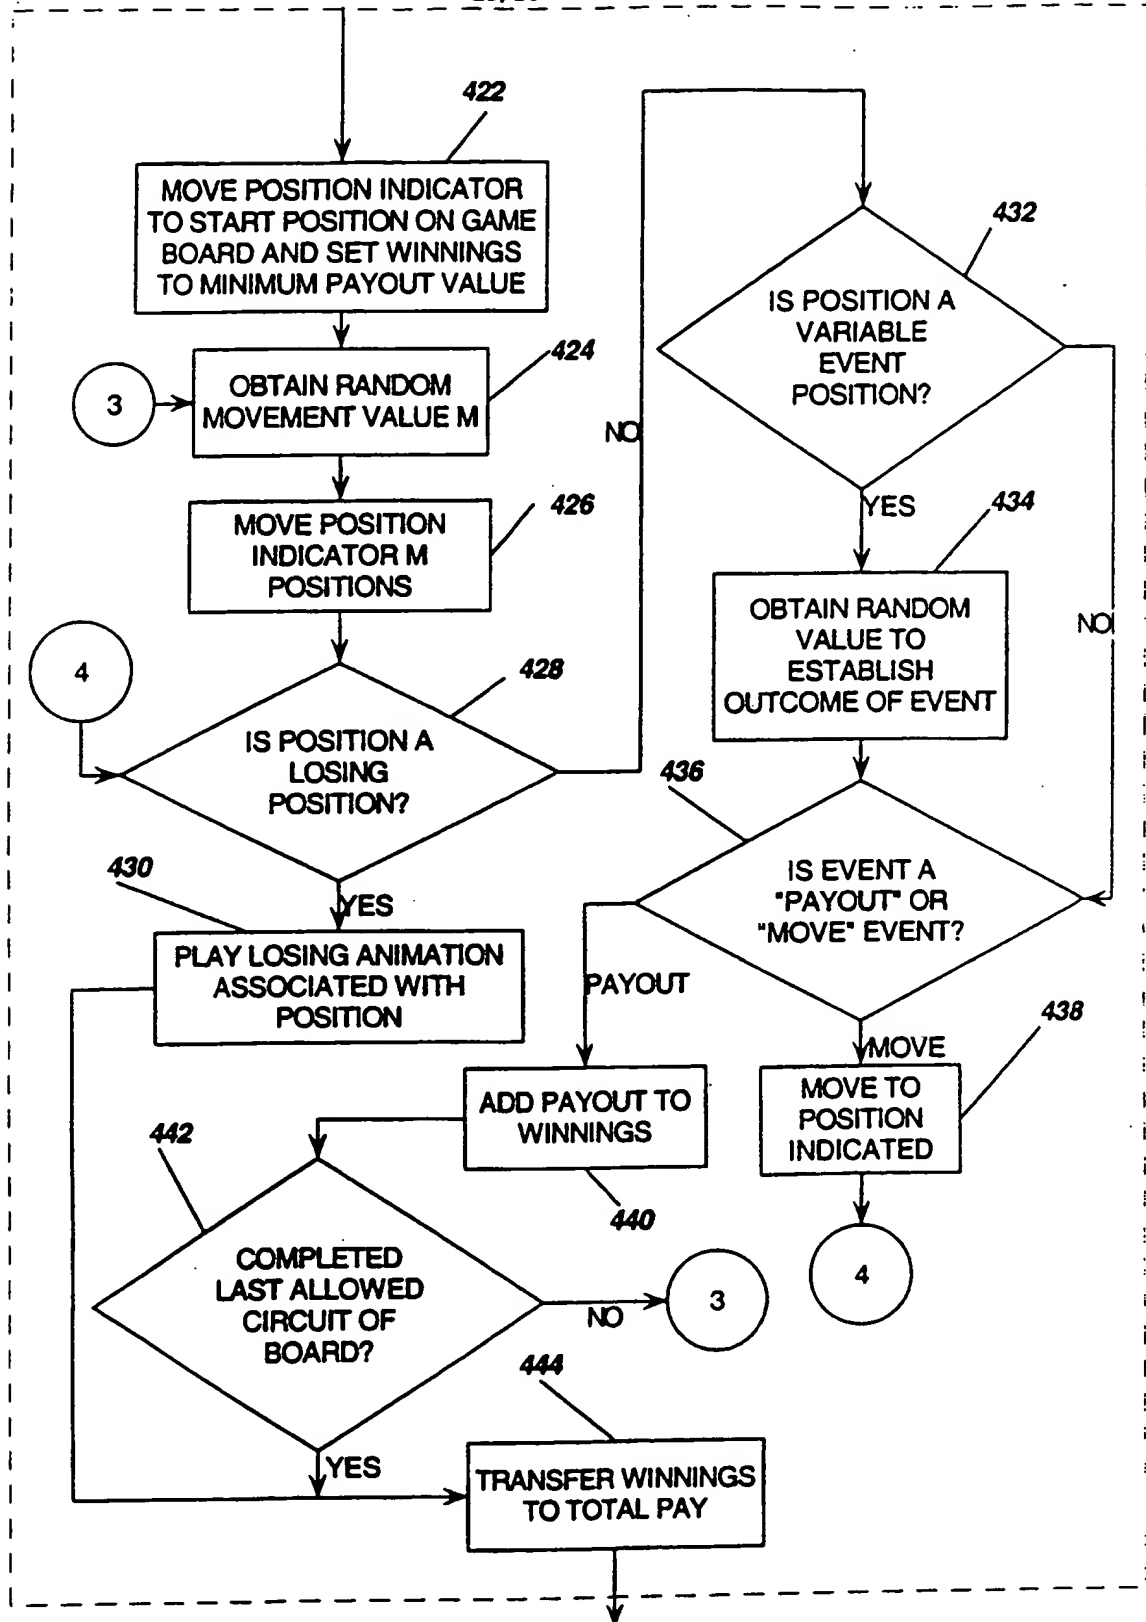 422
MOVE POSITION INDICATOR
TO START POSITION ON GAME
BOARD AND SET WINNINGS
TO MINIMUM PAYOUT VALUE
424
3
OBTAIN RANDOM
MOVEMENT VALUE M
426
MOVE POSITION
INDICATOR M
POSITIONS
4
428
IS POSITION A
LOSING
POSITION?
NO
430
YES
PLAY LOSING ANIMATION
ASSOCIATED WITH
POSITION
432
IS POSITION A
VARIABLE
EVENT
POSITION?
YES
NO
434
OBTAIN RANDOM
VALUE TO
ESTABLISH
OUTCOME OF EVENT
436
IS EVENT A
"PAYOUT" OR
"MOVE" EVENT?
PAYOUT
MOVE
438
MOVE TO
POSITION
INDICATED
4
ADD PAYOUT TO
WINNINGS
440
442
COMPLETED
LAST ALLOWED
CIRCUIT OF
BOARD?
NO
3
YES
444
TRANSFER WINNINGS
TO TOTAL PAY